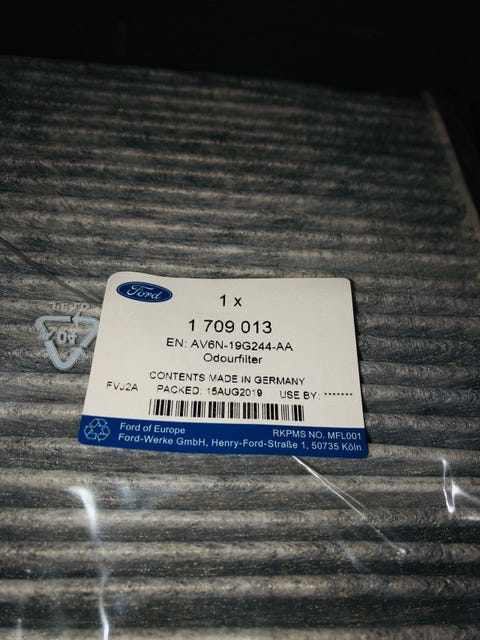 Ford
1 x
1 709 013
EN: AV6N-19G244-AA
Odourfilter
CONTENTS MADE IN GERMANY
FVJ2A PACKED: 15AUG2019 USE BY: -------
Ford of Europe RKPMS NO. MFL001
Ford-Werke GmbH, Henry-Ford-Straße 1, 50735 Köln